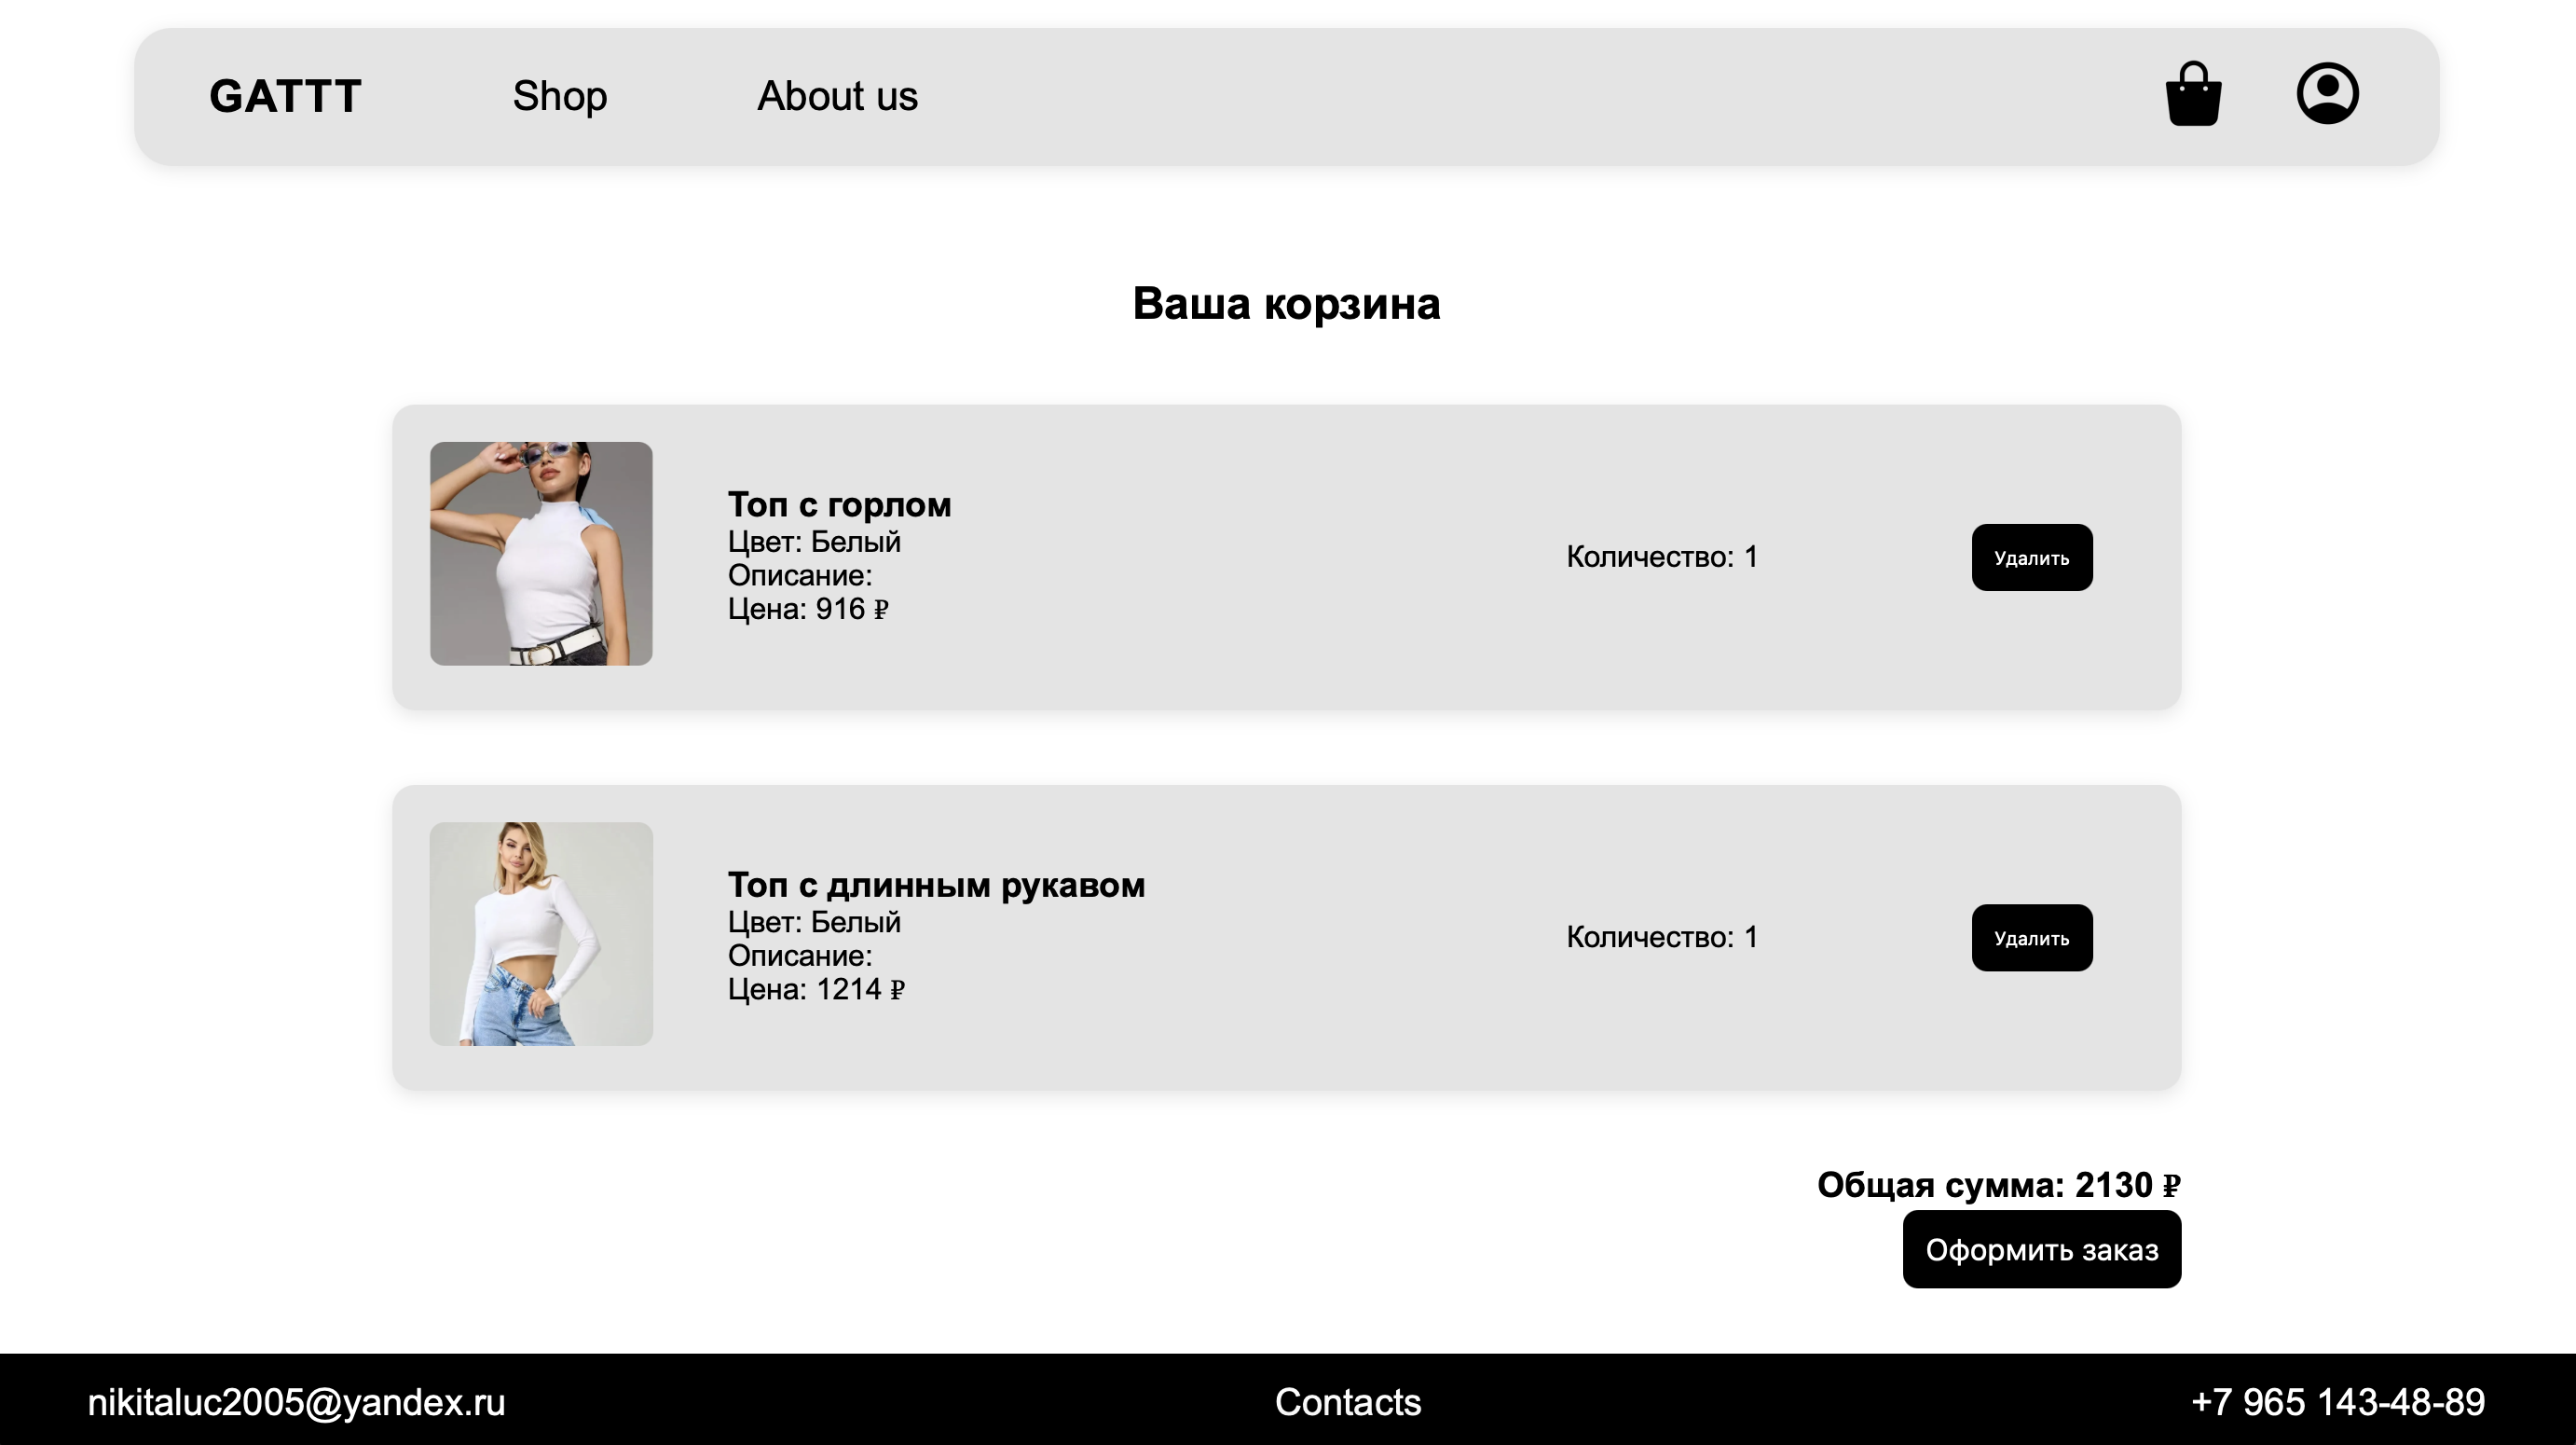 GATTT Shop About us
Ваша корзина
Топ с горлом
Цвет: Белый
Описание:
Цена: 916 ₽
Количество: 1
Удалить
Топ с длинным рукавом
Цвет: Белый
Описание:
Цена: 1214 ₽
Количество: 1
Удалить
Общая сумма: 2130 ₽
Оформить заказ
nikitaluc2005@yandex.ru Contacts +7 965 143-48-89